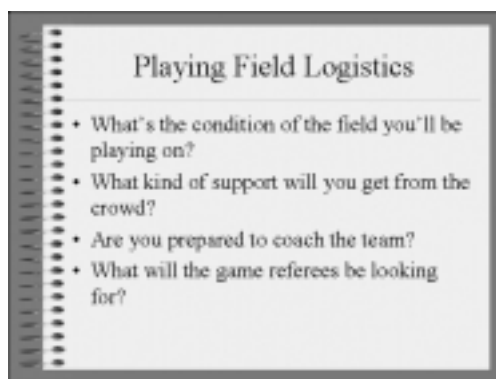 Playing Field Logistics
• What's the condition of the field you'll be
playing on?
• What kind of support will you get from the
crowd?
• Are you prepared to coach the team?
• What will the game referees be looking
for?